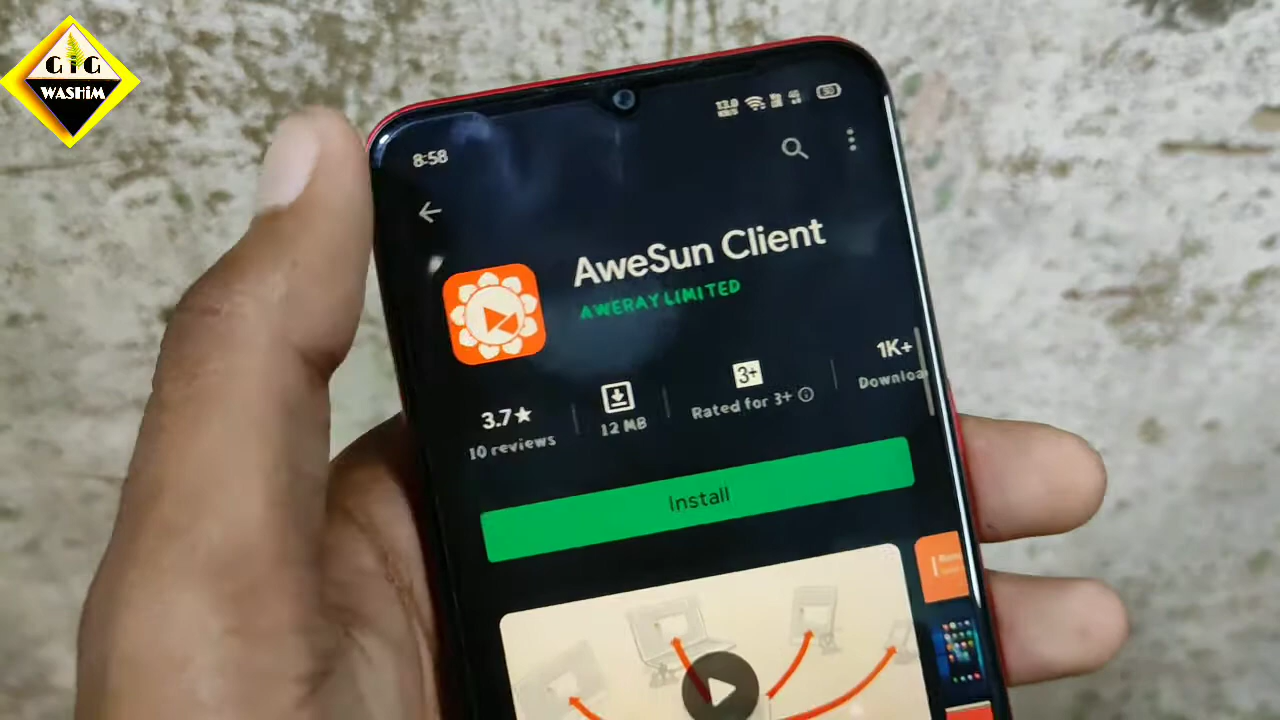 GTG
WASHiM
8:58
AweSun Client
AWERAY LIMITED
3.7★
10 reviews
12 MB
3+
Rated for 3+
1K+
Install